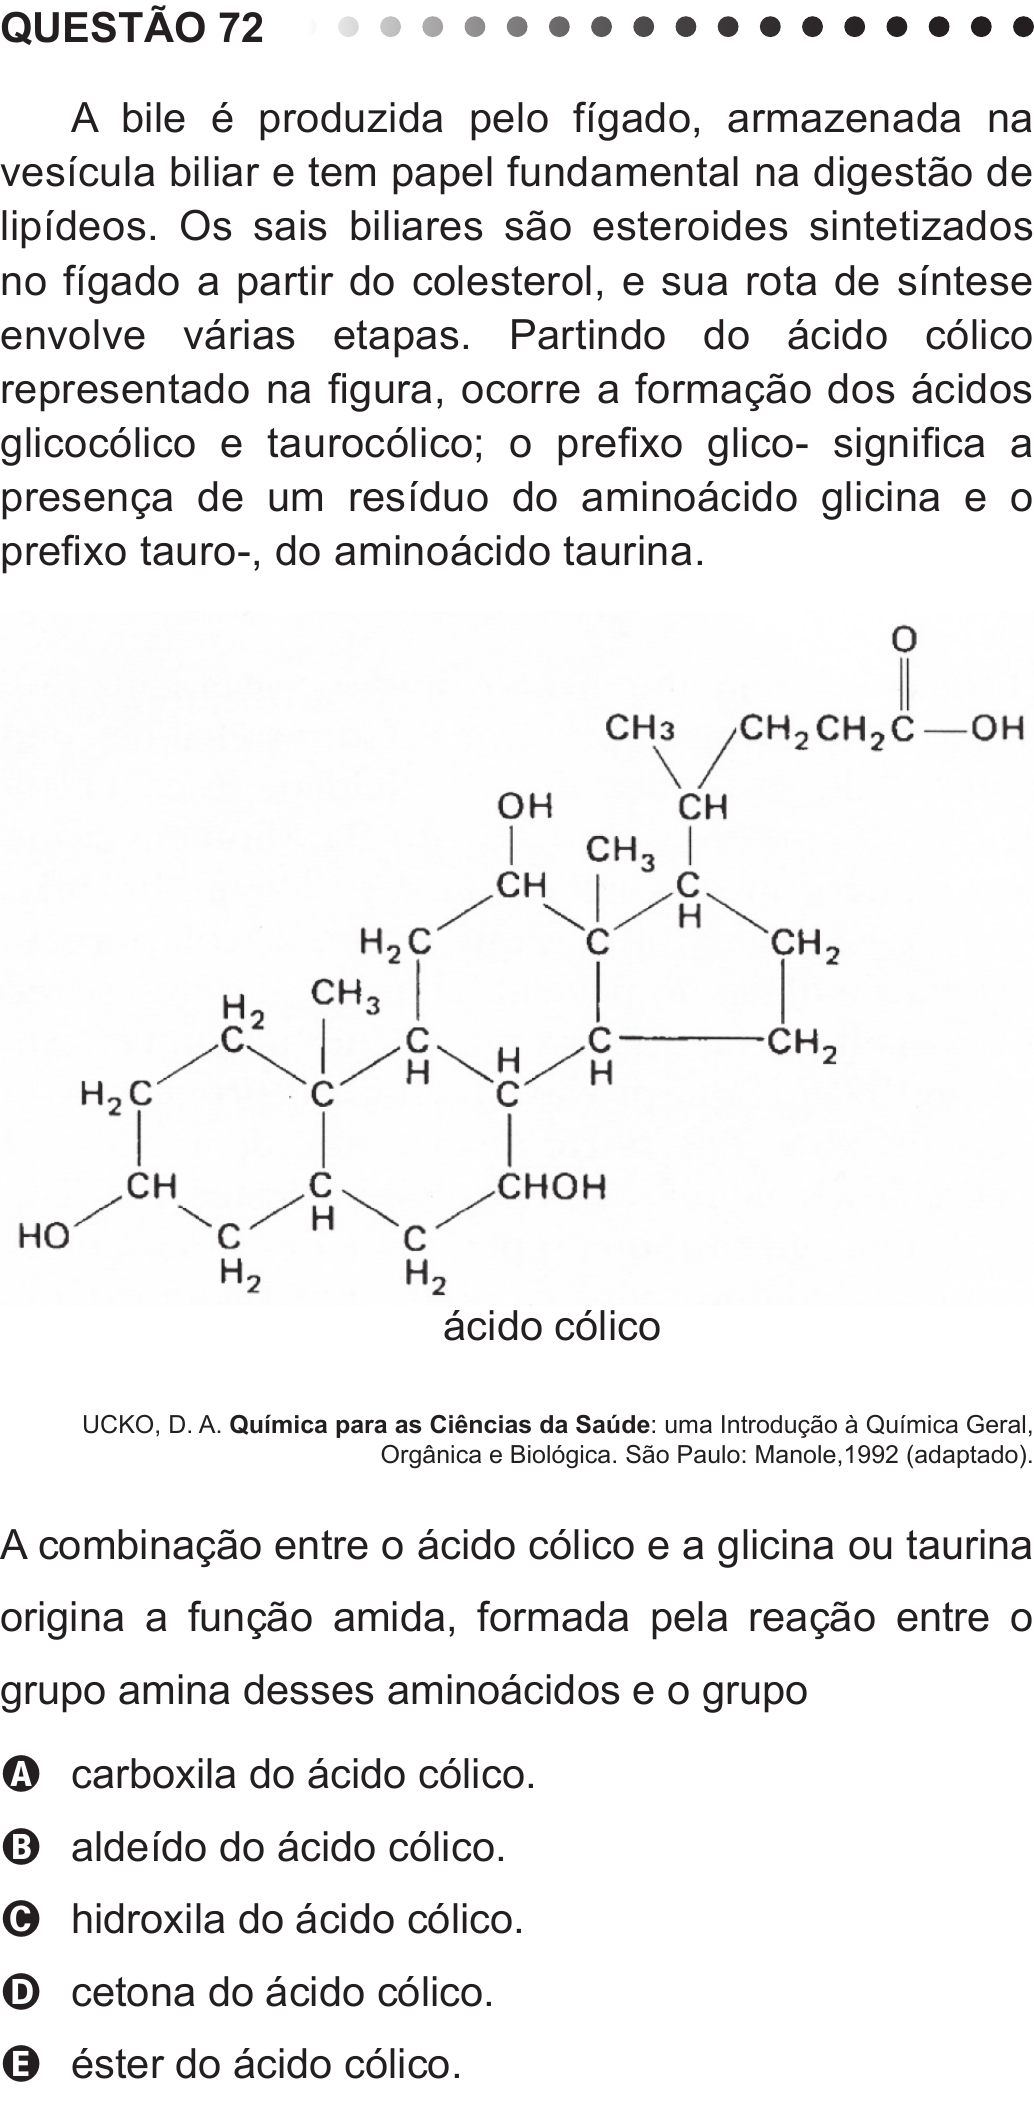 QUESTÃO 72
A bile é produzida pelo fígado, armazenada na
vesícula biliar e tem papel fundamental na digestão de
lipídeos. Os sais biliares são esteroides sintetizados
no fígado a partir do colesterol, e sua rota de síntese
envolve várias etapas. Partindo do ácido cólico
representado na figura, ocorre a formação dos ácidos
glicocólico e taurocólico; o prefixo glico- significa a
presença de um resíduo do aminoácido glicina e o
prefixo tauro-, do aminoácido taurina.
O
CH3 CH₂CH₂C OH
OH CH
CH₃
CH C
H
H₂C C CH₂
H₂ CH₃
C C H C CH₂
H H
H₂C C C
CH C CHOH
H
HO C C
H₂ H₂
ácido cólico
UCKO, D. A. Química para as Ciências da Saúde: uma Introdução à Química Geral,
Orgânica e Biológica. São Paulo: Manole,1992 (adaptado).
A combinação entre o ácido cólico e a glicina ou taurina
origina a função amida, formada pela reação entre o
grupo amina desses aminoácidos e o grupo
A carboxila do ácido cólico.
B aldeído do ácido cólico.
C hidroxila do ácido cólico.
D cetona do ácido cólico.
E éster do ácido cólico.